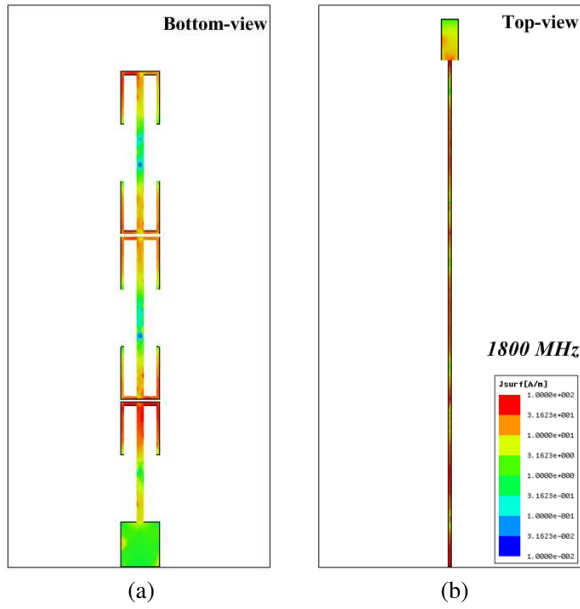 Bottom-view
Top-view
1800 MHz
Jsurf[A/m]
1.0000e+002
3.1623e+001
1.0000e+001
3.1623e+000
1.0000e+000
3.1623e-001
1.0000e-001
3.1623e-002
1.0000e-002
(a)
(b)